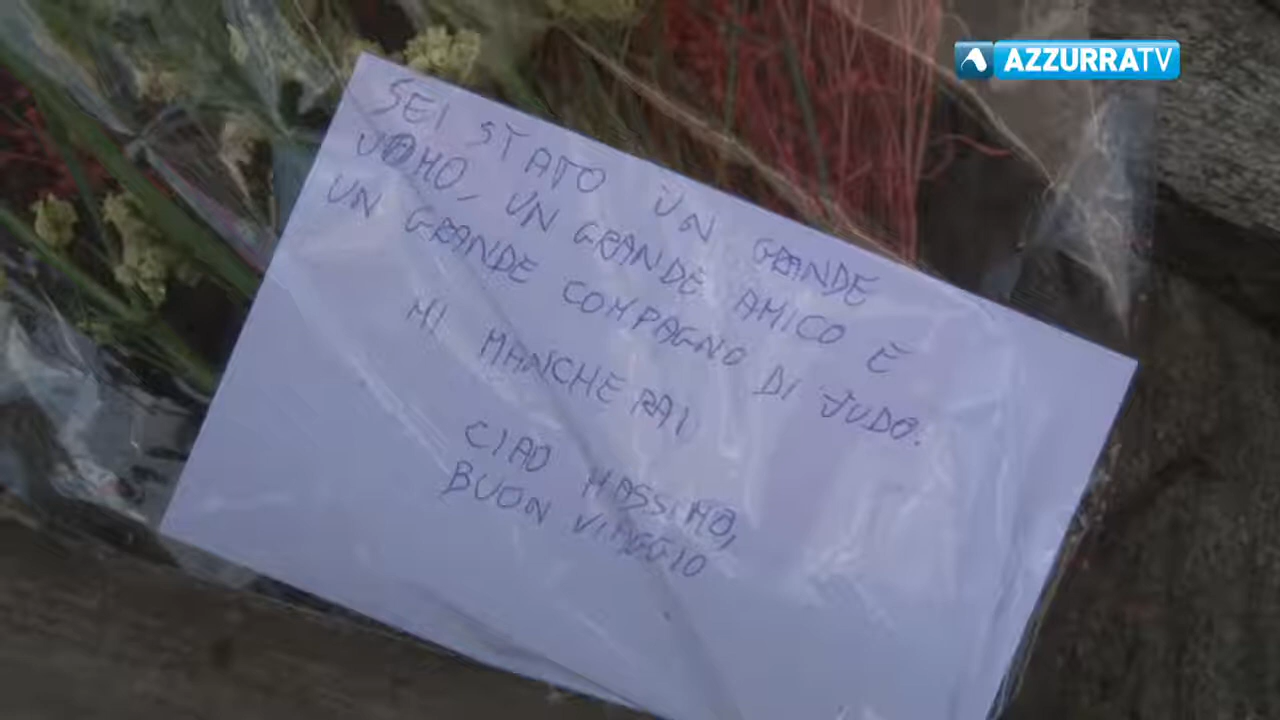 AZZURRATV
SEI STATO UN GRANDE
UOMO, UN GRANDE AMICO E
UN GRANDE COMPAGNO DI JUDO.
MI MANCHERAI
CIAO MASSIMO,
BUON VIAGGIO